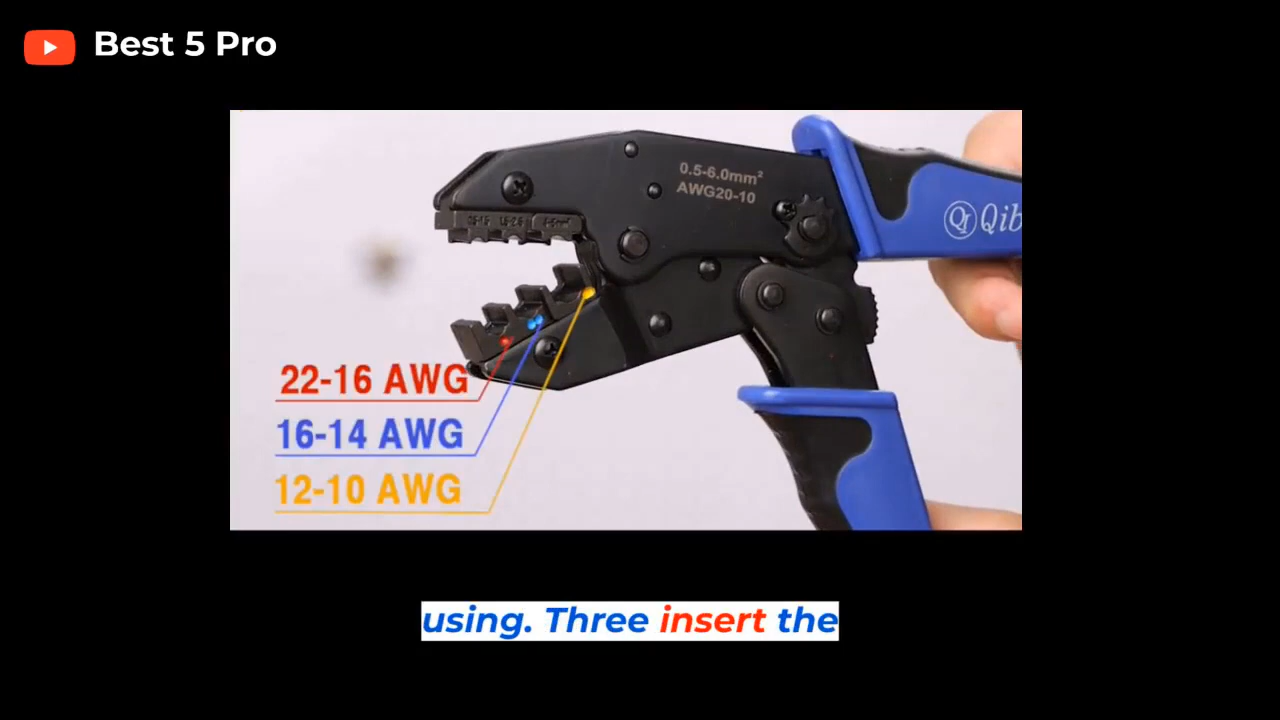 Best 5 Pro
0.5-6.0mm²
AWG20-10
Qib
22-16 AWG
16-14 AWG
12-10 AWG
using. Three insert the